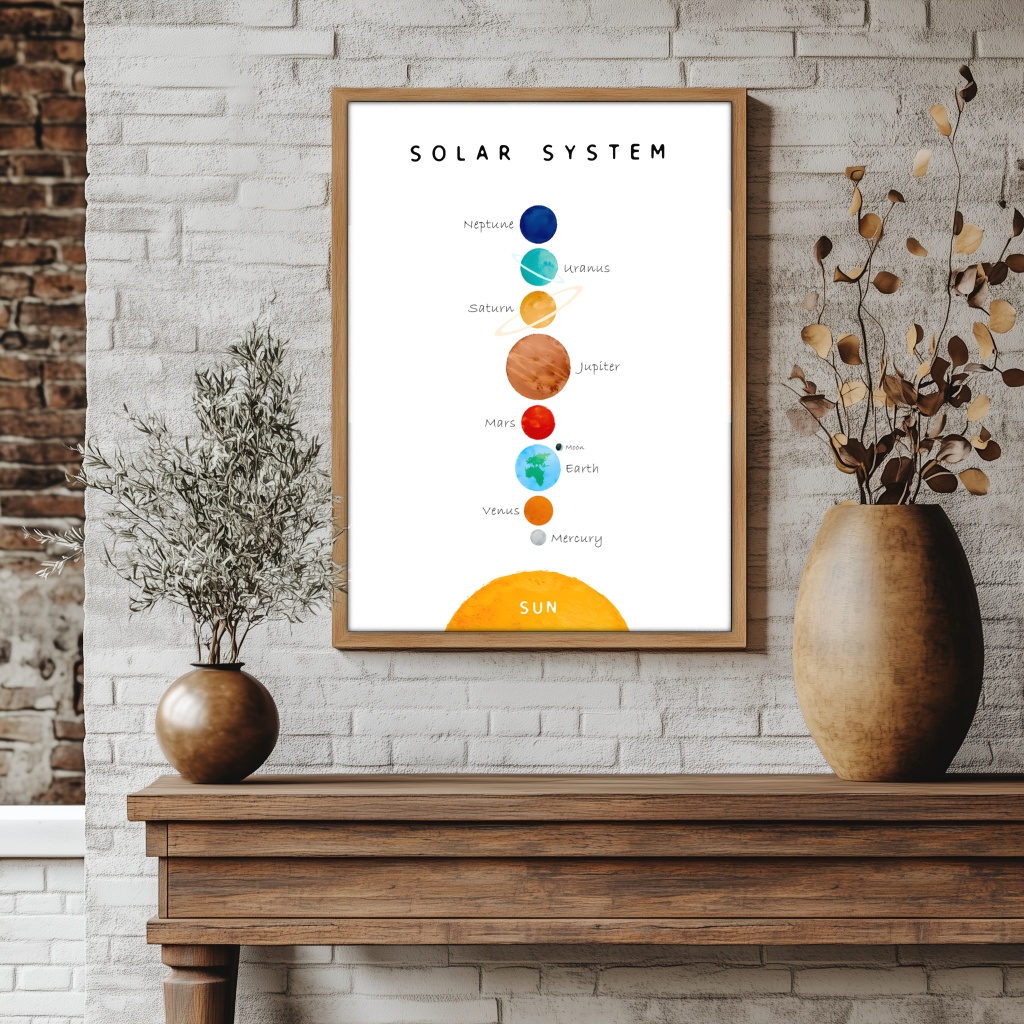 SOLAR SYSTEM
Neptune
Uranus
Saturn
Jupiter
Mars
Moon
Earth
Venus
Mercury
SUN